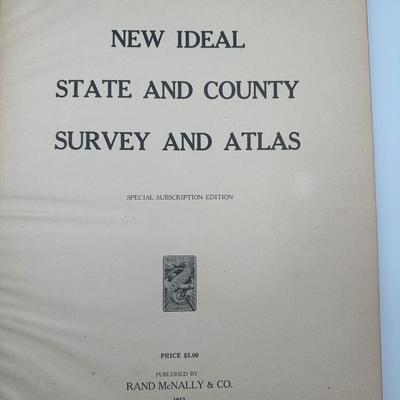 NEW IDEAL
STATE AND COUNTY
SURVEY AND ATLAS
SPECIAL SUBSCRIPTION EDITION
PRICE $5.00
PUBLISHED BY
RAND McNALLY & CO.